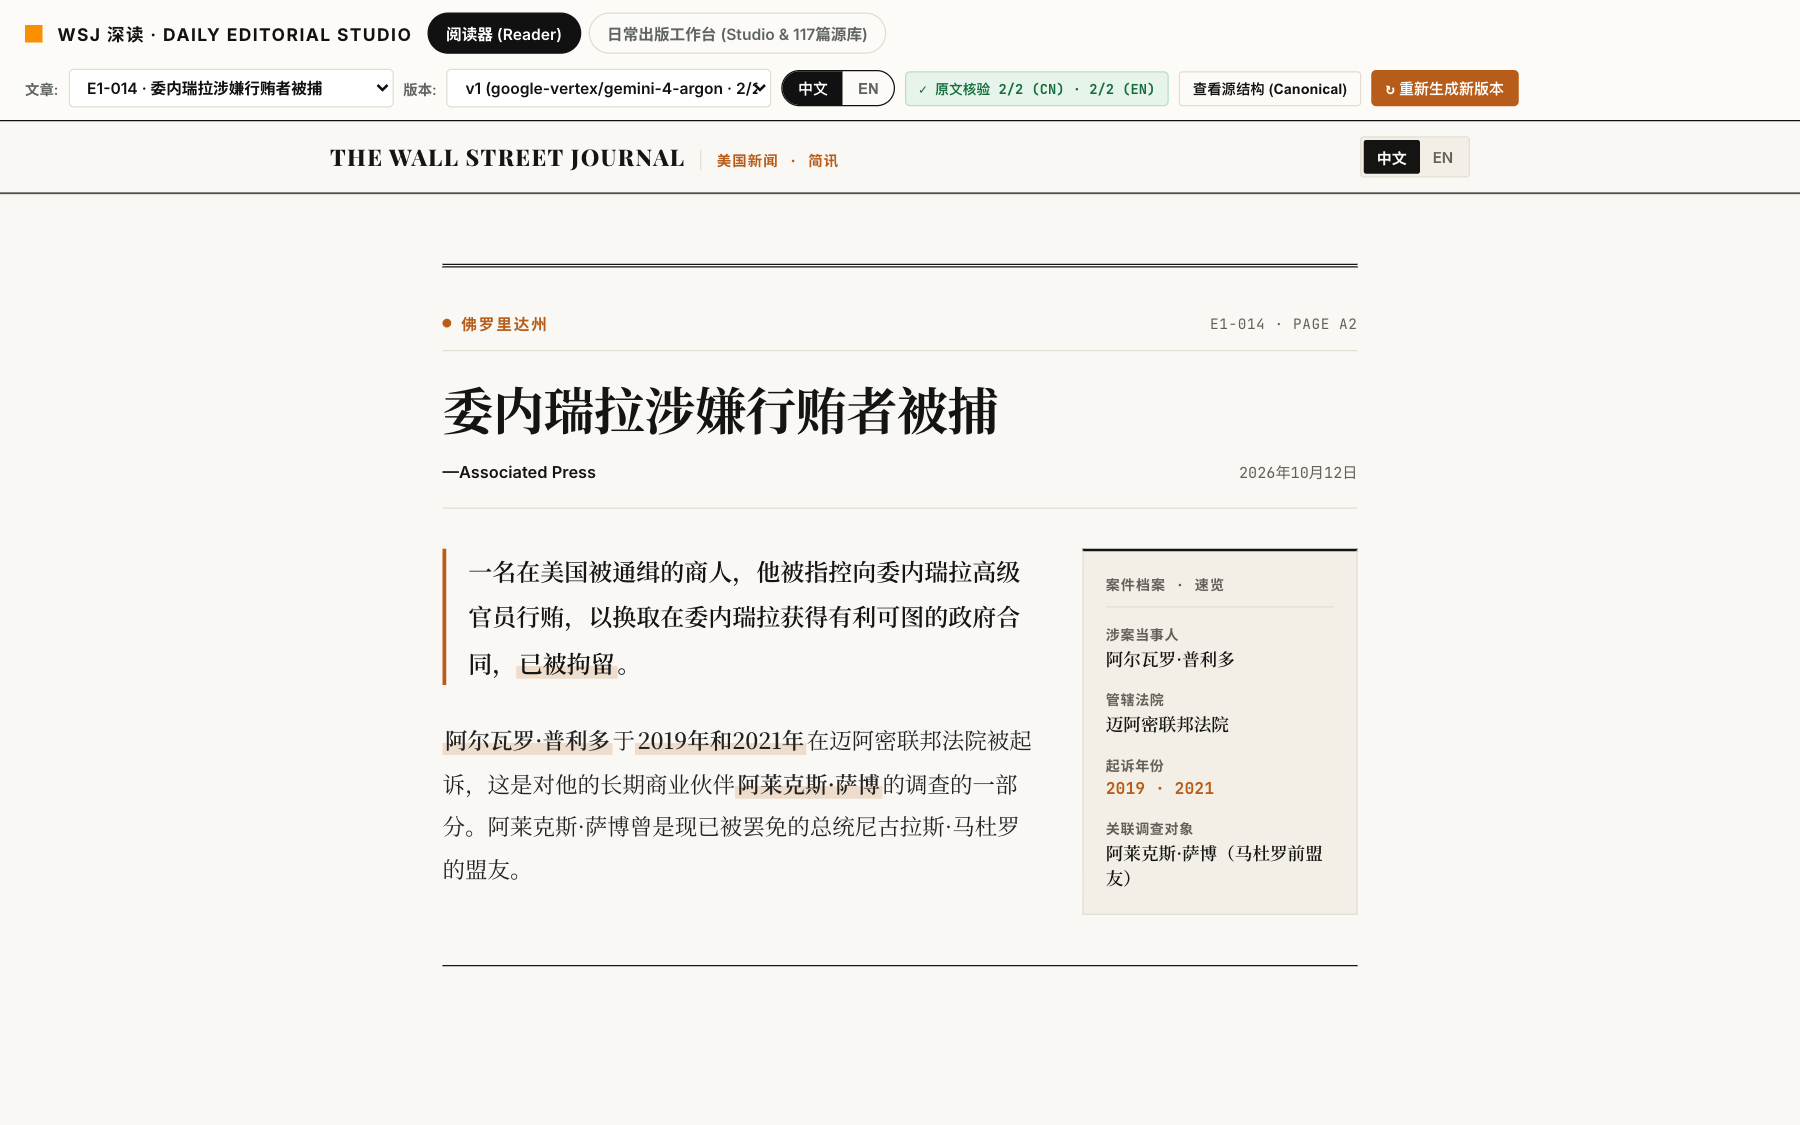 WSJ 深读 · DAILY EDITORIAL STUDIO
阅读器 (Reader)
日常出版工作台 (Studio & 117篇源库)
文章:
E1-014 · 委内瑞拉涉嫌行贿者被捕
版本:
v1 (google-vertex/gemini-4-argon · 2/
中文
EN
✓ 原文核验 2/2 (CN) · 2/2 (EN)
查看源结构 (Canonical)
↻ 重新生成新版本
THE WALL STREET JOURNAL
美国新闻 · 简讯
中文
EN
佛罗里达州
E1-014 · PAGE A2
委内瑞拉涉嫌行贿者被捕
—Associated Press
2026年10月12日
一名在美国被通缉的商人，他被指控向委内瑞拉高级
官员行贿，以换取在委内瑞拉获得有利可图的政府合
同，已被拘留。
阿尔瓦罗·普利多于2019年和2021年在迈阿密联邦法院被起
诉，这是对他的长期商业伙伴阿莱克斯·萨博的调查的一部
分。阿莱克斯·萨博曾是现已被罢免的总统尼古拉斯·马杜罗
的盟友。
案件档案 · 速览
涉案当事人
阿尔瓦罗·普利多
管辖法院
迈阿密联邦法院
起诉年份
2019 · 2021
关联调查对象
阿莱克斯·萨博（马杜罗前盟
友）